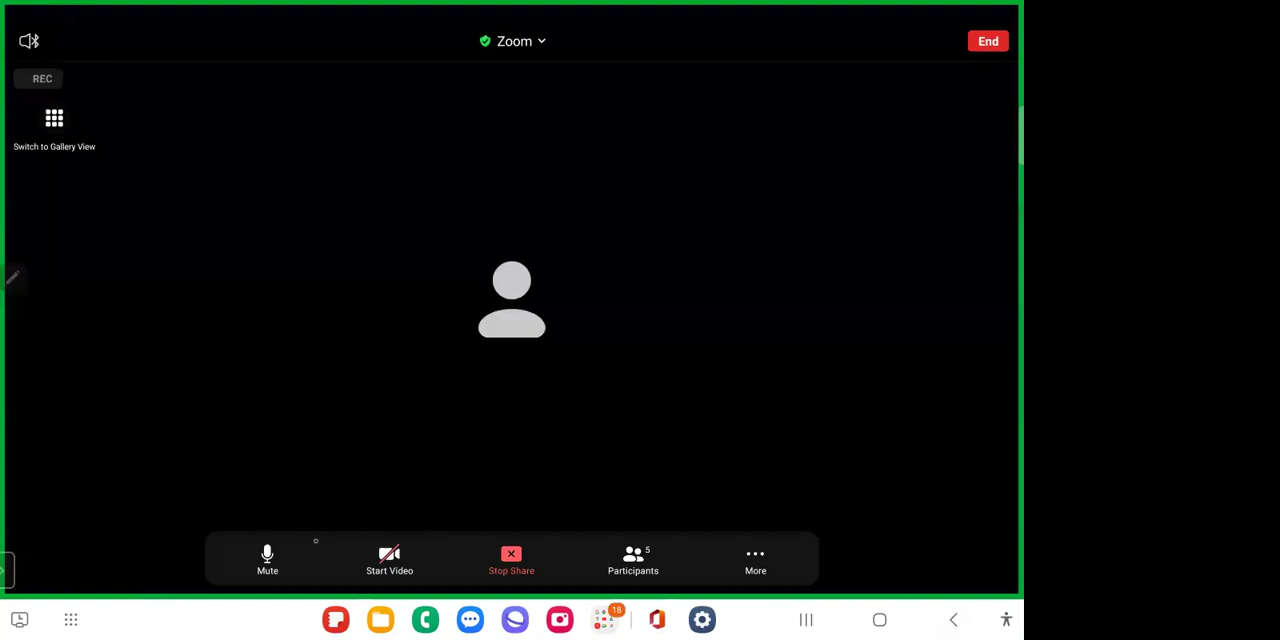 Zoom
End
REC
Switch to Gallery View
5
Mute
Start Video
Stop Share
Participants
More
18